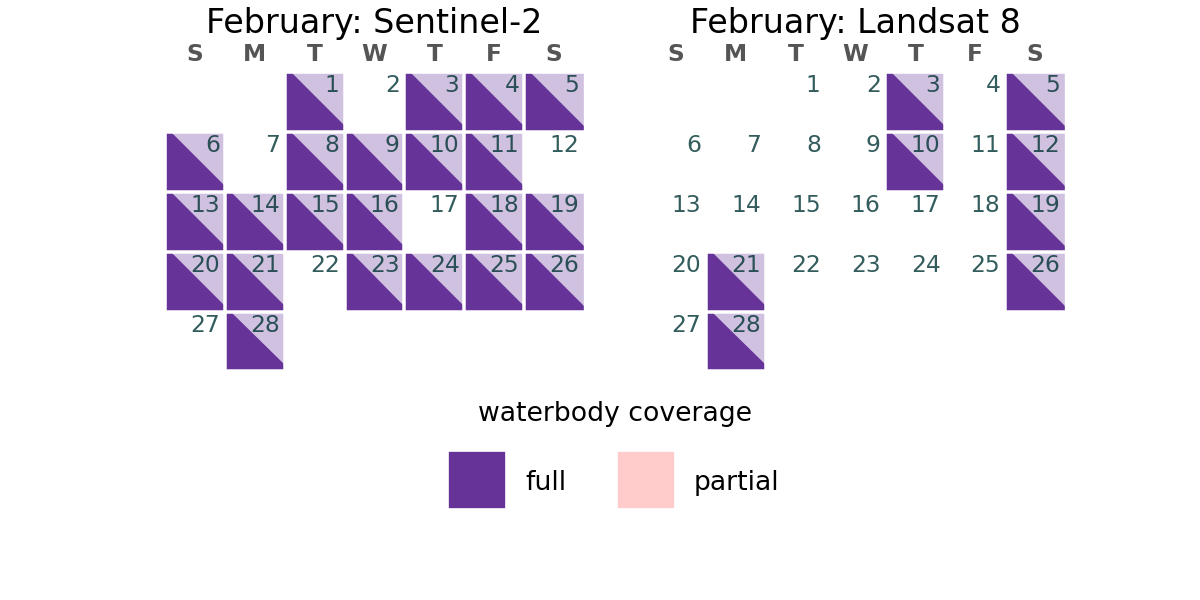 February: Sentinel-2
S M T W T F S
1 2 3 4 5
6 7 8 9 10 11 12
13 14 15 16 17 18 19
20 21 22 23 24 25 26
27 28
February: Landsat 8
S M T W T F S
1 2 3 4 5
6 7 8 9 10 11 12
13 14 15 16 17 18 19
20 21 22 23 24 25 26
27 28
waterbody coverage
full partial